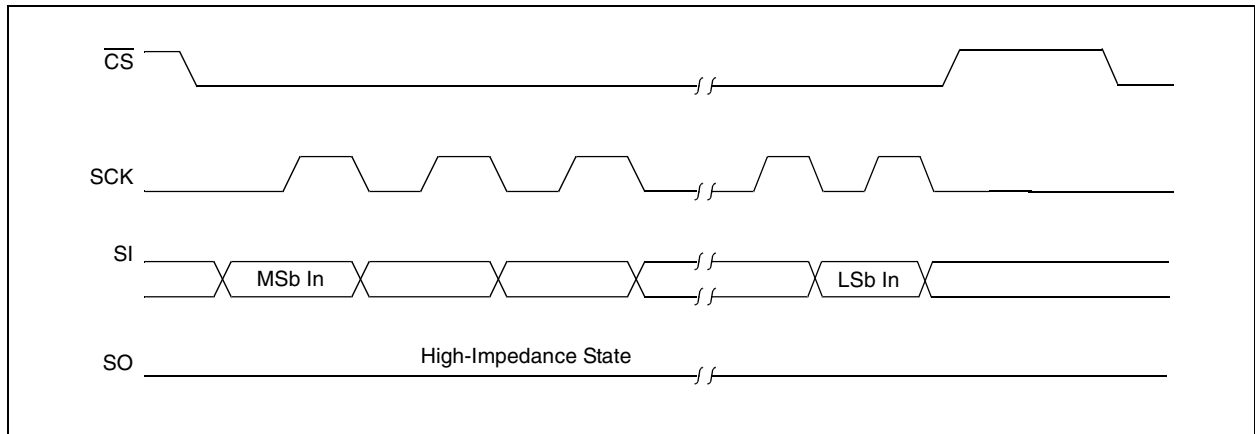 CS
SCK
SI
MSb In
LSb In
SO
High-Impedance State